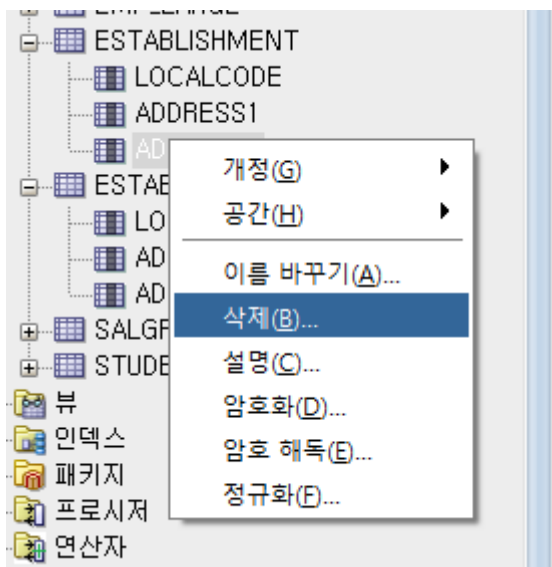 ESTABLISHMENT
LOCALCODE
ADDRESS1
AD
개정(G)
ESTAB
공간(H)
LO
AD
이름 바꾸기(A)...
AD
삭제(B)...
SALGR
설명(C)...
STUDE
암호화(D)...
뷰
암호 해독(E)...
인덱스
정규화(F)...
패키지
프로시저
연산자